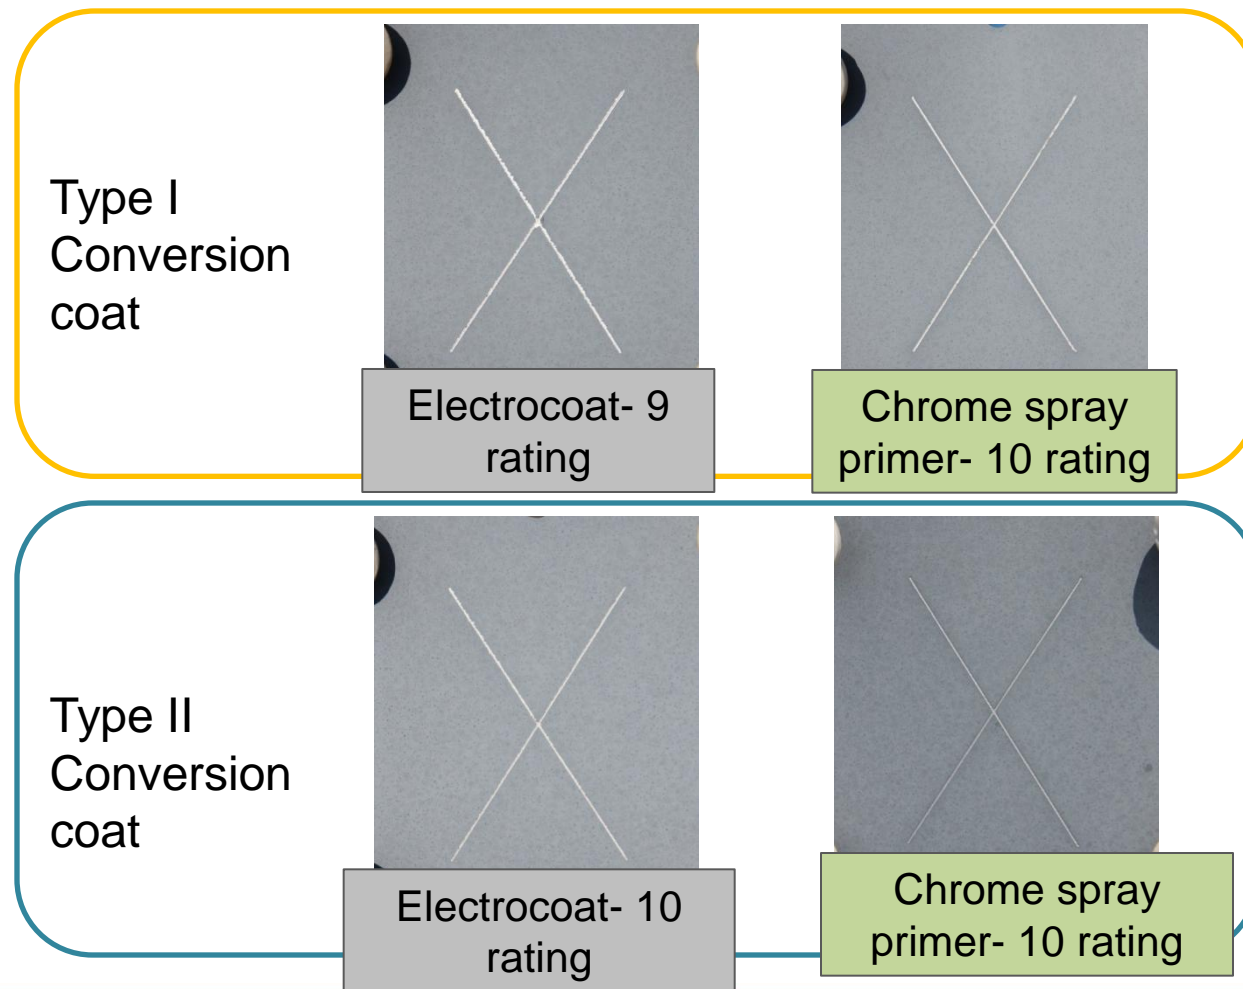 Type I
Conversion
coat
Electrocoat- 9
rating
Chrome spray
primer- 10 rating
Type II
Conversion
coat
Electrocoat- 10
rating
Chrome spray
primer- 10 rating